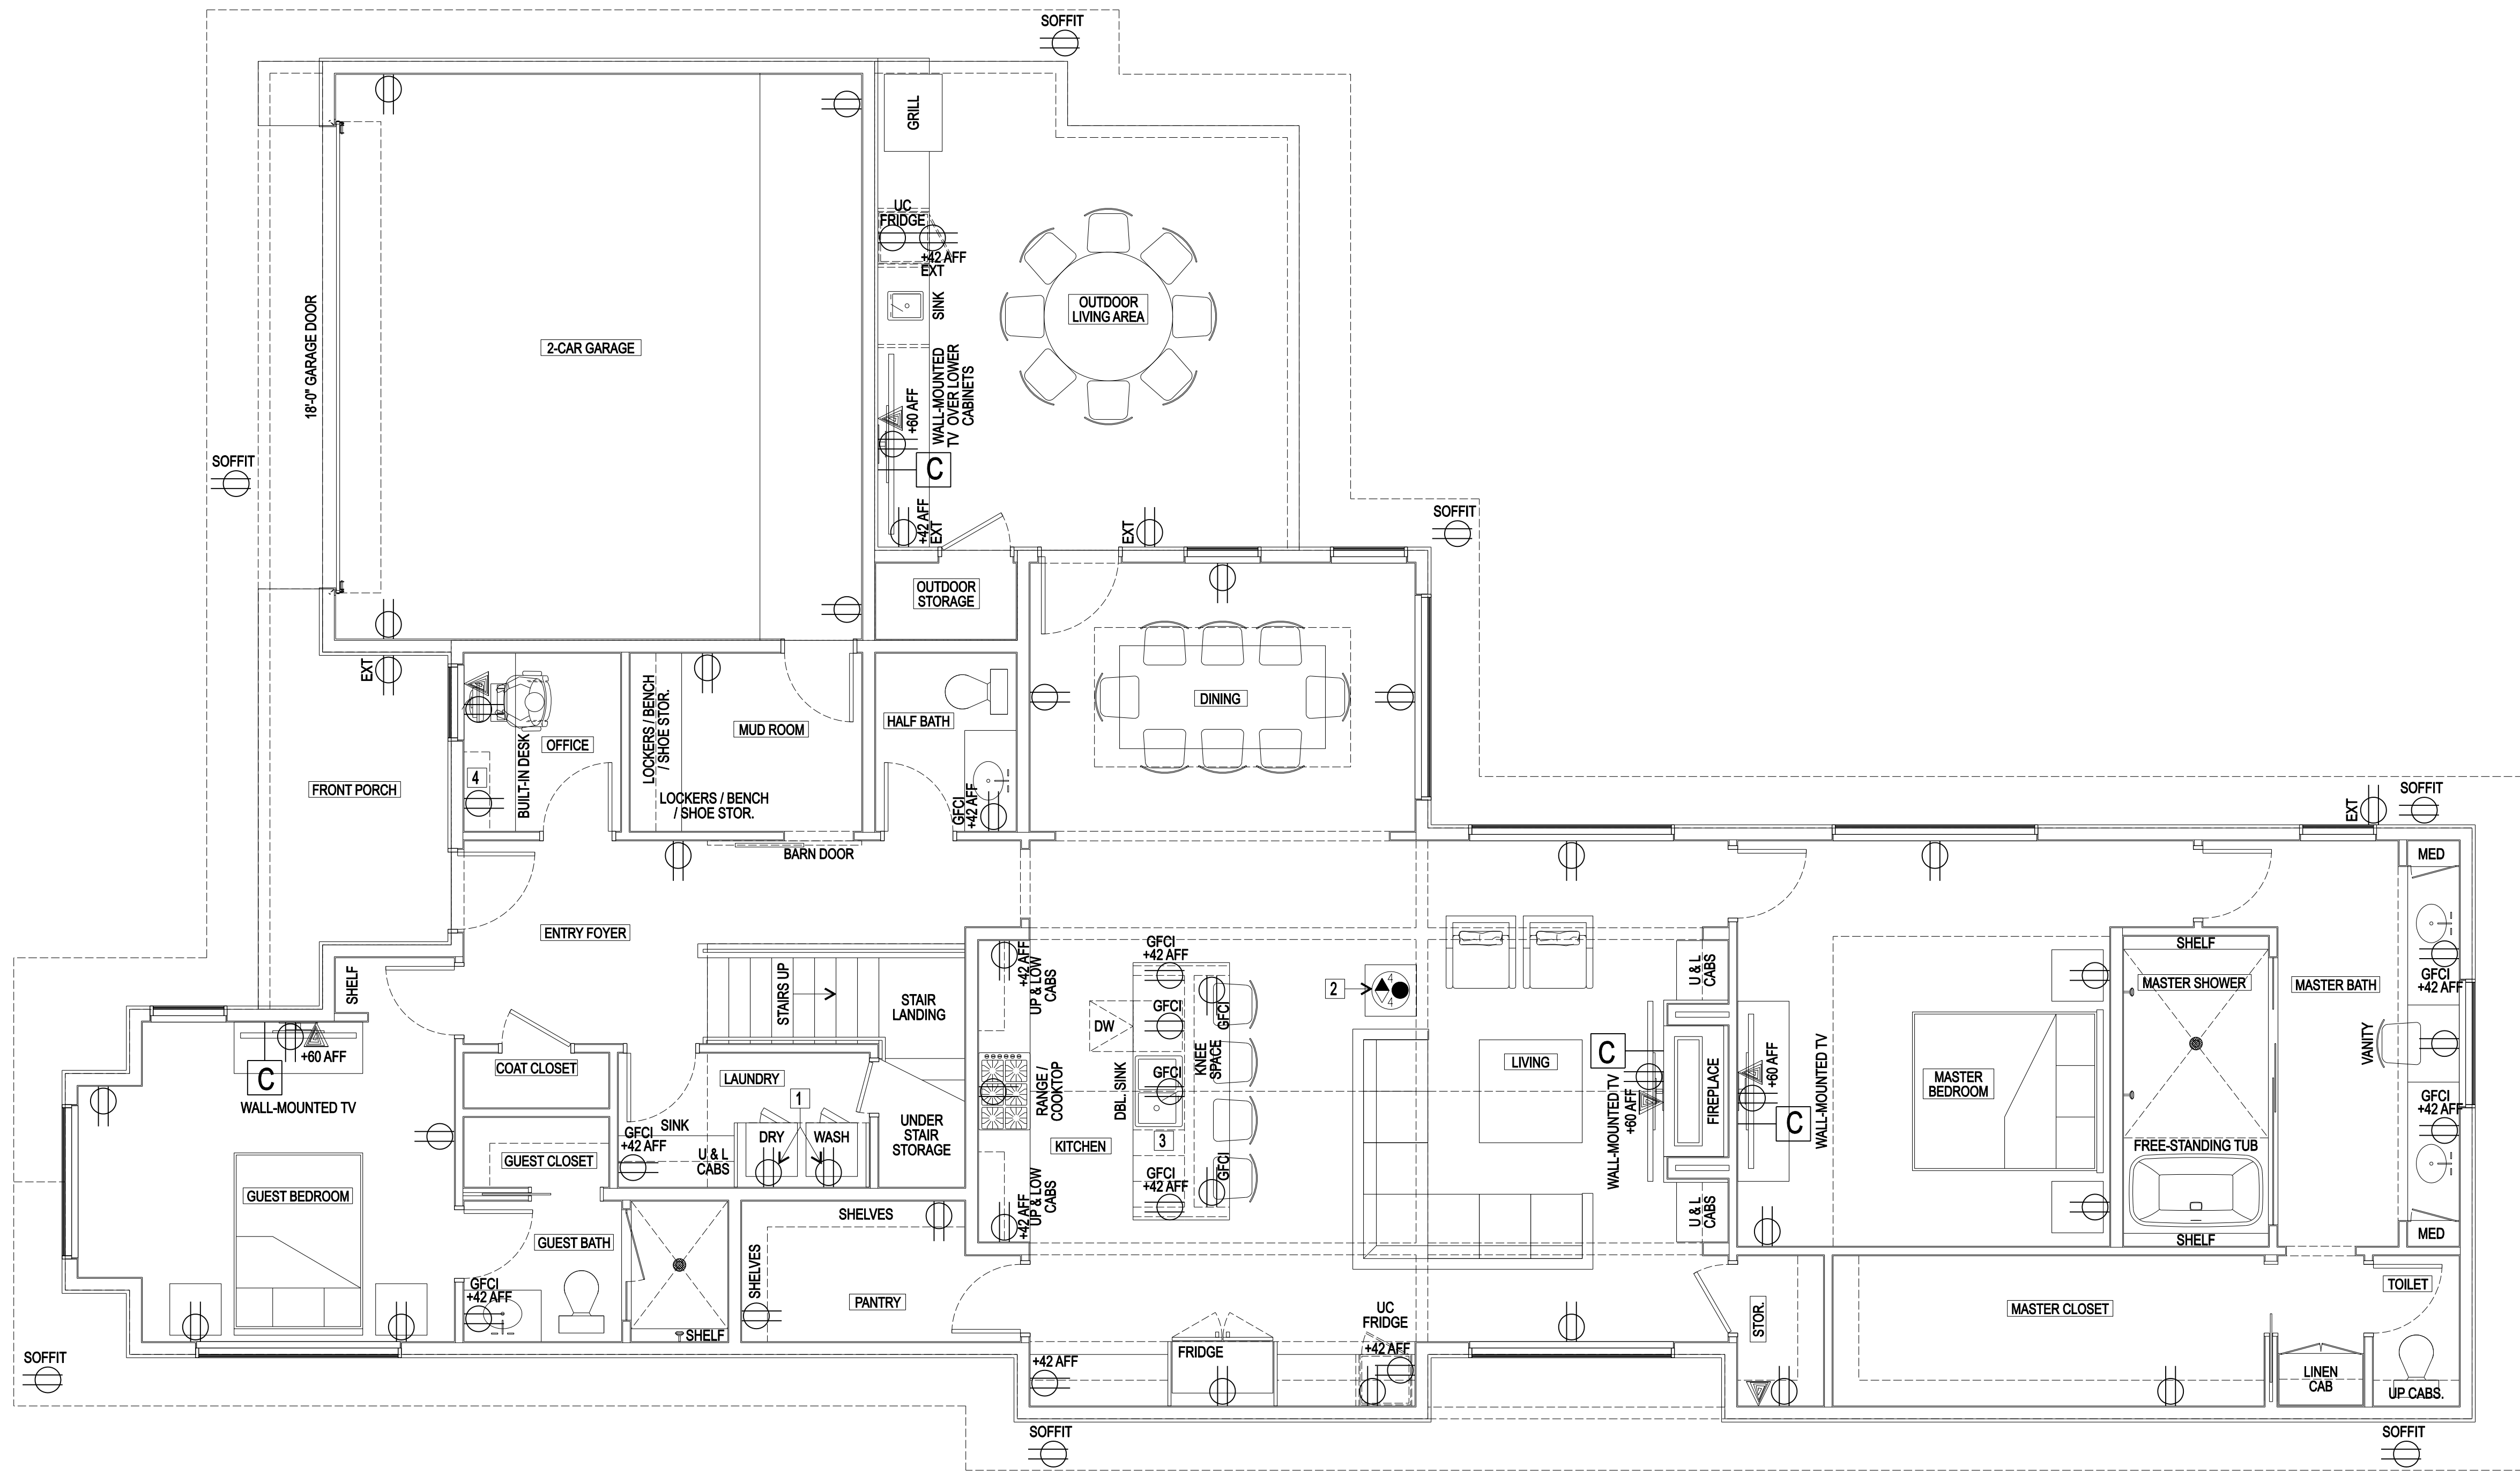 SOFFIT
GRILL
UC
FRIDGE
+42 AFF
EXT
SINK
OUTDOOR
LIVING AREA
2-CAR GARAGE
18'-0" GARAGE DOOR
WALL-MOUNTED
TV OVER LOWER
CABINETS
+60 AFF
C
SOFFIT
+42 AFF
EXT
EXT
SOFFIT
OUTDOOR
STORAGE
EXT
LOCKERS / BENCH
/ SHOE STOR.
MUD ROOM
HALF BATH
DINING
OFFICE
BUILT-IN DESK
4
FRONT PORCH
LOCKERS / BENCH
/ SHOE STOR.
GFCI
+42 AFF
BARN DOOR
EXT
SOFFIT
MED
ENTRY FOYER
SHELF
STAIRS UP
STAIR
LANDING
+42 AFF
UP & LOW
CABS
GFCI
+42 AFF
GFCI
GFCI
DW
2
4
4
U & L
CABS
SHELF
MASTER SHOWER
MASTER BATH
GFCI
+42 AFF
+60 AFF
C
WALL-MOUNTED TV
COAT CLOSET
LAUNDRY
1
RANGE /
COOKTOP
DBL. SINK
GFCI
KNEE
SPACE
LIVING
C
WALL-MOUNTED TV
+60 AFF
FIREPLACE
+60 AFF
C
WALL-MOUNTED TV
MASTER
BEDROOM
VANITY
GFCI
+42 AFF
SINK
GFCI
+42 AFF
U & L
CABS
DRY
WASH
UNDER
STAIR
STORAGE
KITCHEN
3
FREE-STANDING TUB
GUEST CLOSET
GUEST BEDROOM
+42 AFF
UP & LOW
CABS
GFCI
+42 AFF
GFCI
U & L
CABS
SHELVES
SHELVES
GUEST BATH
GFCI
+42 AFF
SHELF
PANTRY
SHELF
MED
TOILET
STOR.
MASTER CLOSET
UC
FRIDGE
+42 AFF
FRIDGE
+42 AFF
LINEN
CAB
UP CABS.
SOFFIT
SOFFIT
SOFFIT